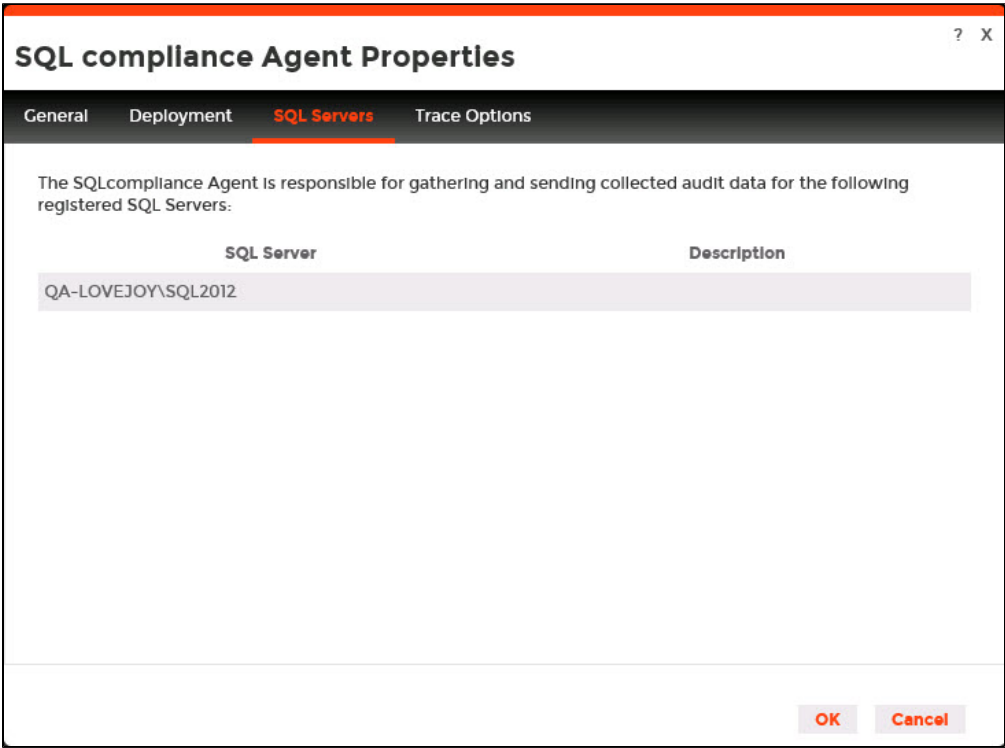 ? X
SQL compliance Agent Properties
General Deployment SQL Servers Trace Options
The SQLcompliance Agent is responsible for gathering and sending collected audit data for the following
registered SQL Servers:
SQL Server Description
QA-LOVEJOY\SQL2012
OK Cancel